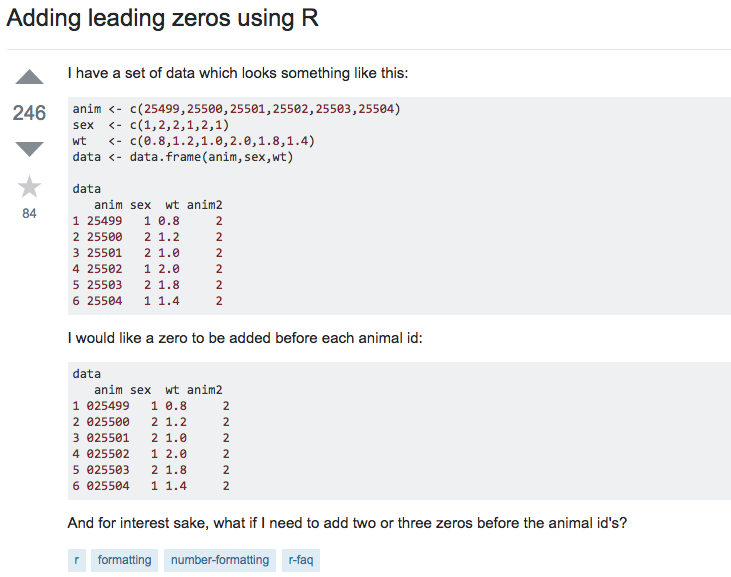 Adding leading zeros using R
I have a set of data which looks something like this:
246
anim <- c(25499,25500,25501,25502,25503,25504)
sex  <- c(1,2,2,1,2,1)
wt   <- c(0.8,1.2,1.0,2.0,1.8,1.4)
data <- data.frame(anim,sex,wt)
data
   anim sex  wt anim2
1 25499   1 0.8     2
2 25500   2 1.2     2
3 25501   2 1.0     2
4 25502   1 2.0     2
5 25503   2 1.8     2
6 25504   1 1.4     2
84
I would like a zero to be added before each animal id:
data
   anim sex  wt anim2
1 025499   1 0.8     2
2 025500   2 1.2     2
3 025501   2 1.0     2
4 025502   1 2.0     2
5 025503   2 1.8     2
6 025504   1 1.4     2
And for interest sake, what if I need to add two or three zeros before the animal id's?
r formatting number-formatting r-faq